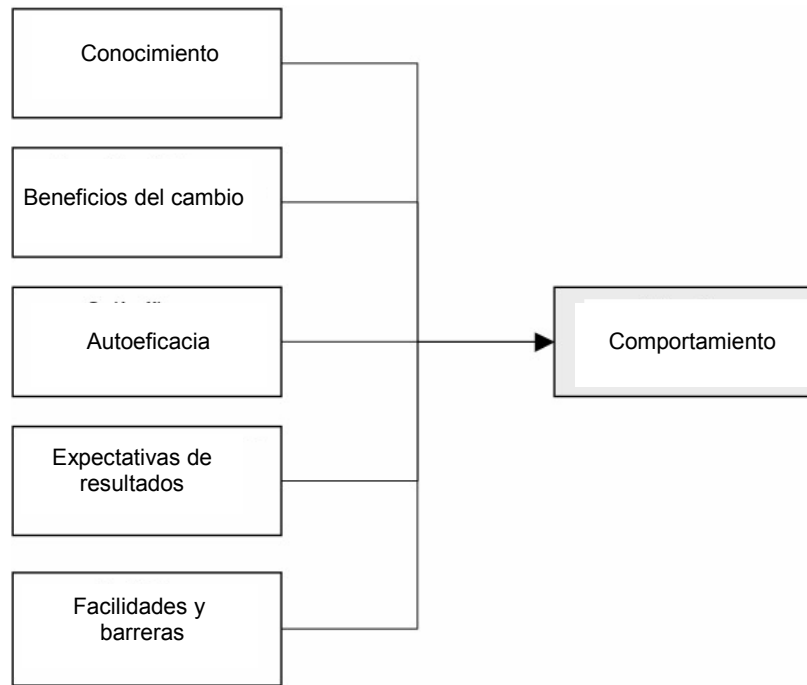 Conocimiento
Beneficios del cambio
Autoeficacia
Comportamiento
Expectativas de
resultados
Facilidades y
barreras